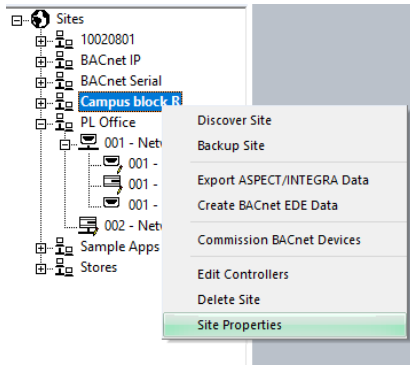 Sites
10020801
BACnet IP
BACnet Serial
Campus block R
PL Office
001 - Net
001 -
001 -
001 -
002 - Net
Sample Apps
Stores
Discover Site
Backup Site
Export ASPECT/INTEGRA Data
Create BACnet EDE Data
Commission BACnet Devices
Edit Controllers
Delete Site
Site Properties